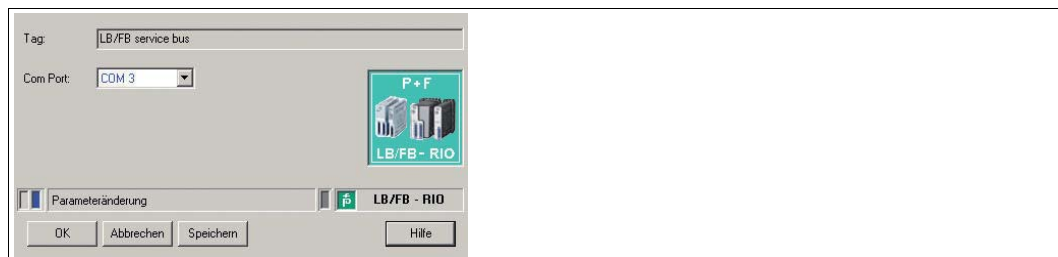 Tag: LB/FB service bus
Com Port: COM 3
P+F
LB/FB - RIO
Parameteränderung LB/FB - RIO
OK Abbrechen Speichern Hilfe